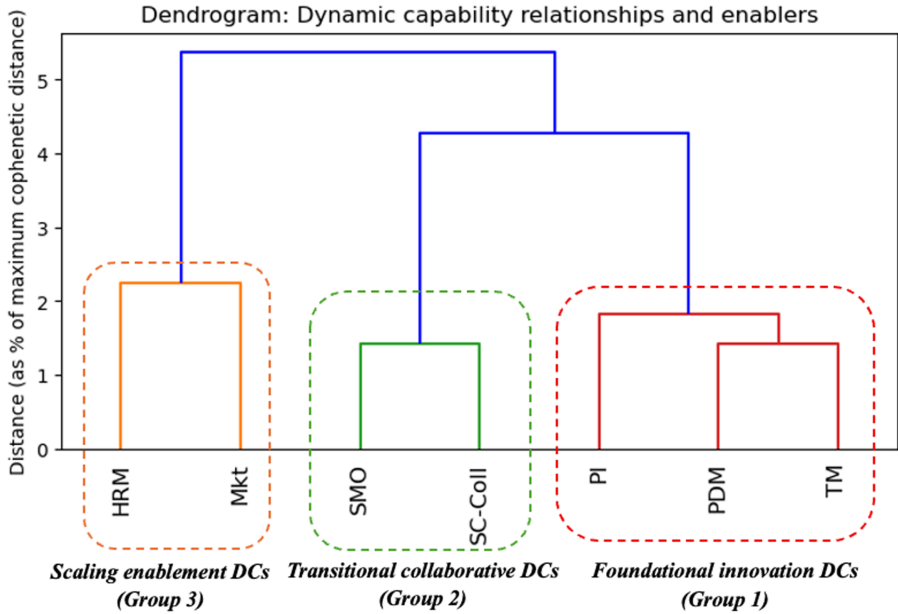 Dendrogram: Dynamic capability relationships and enablers
Distance (as % of maximum cophenetic distance)
5
4
3
2
1
0
HRM
Mkt
SMO
SC-Coll
PI
PDM
TM
Scaling enablement DCs
(Group 3)
Transitional collaborative DCs
(Group 2)
Foundational innovation DCs
(Group 1)